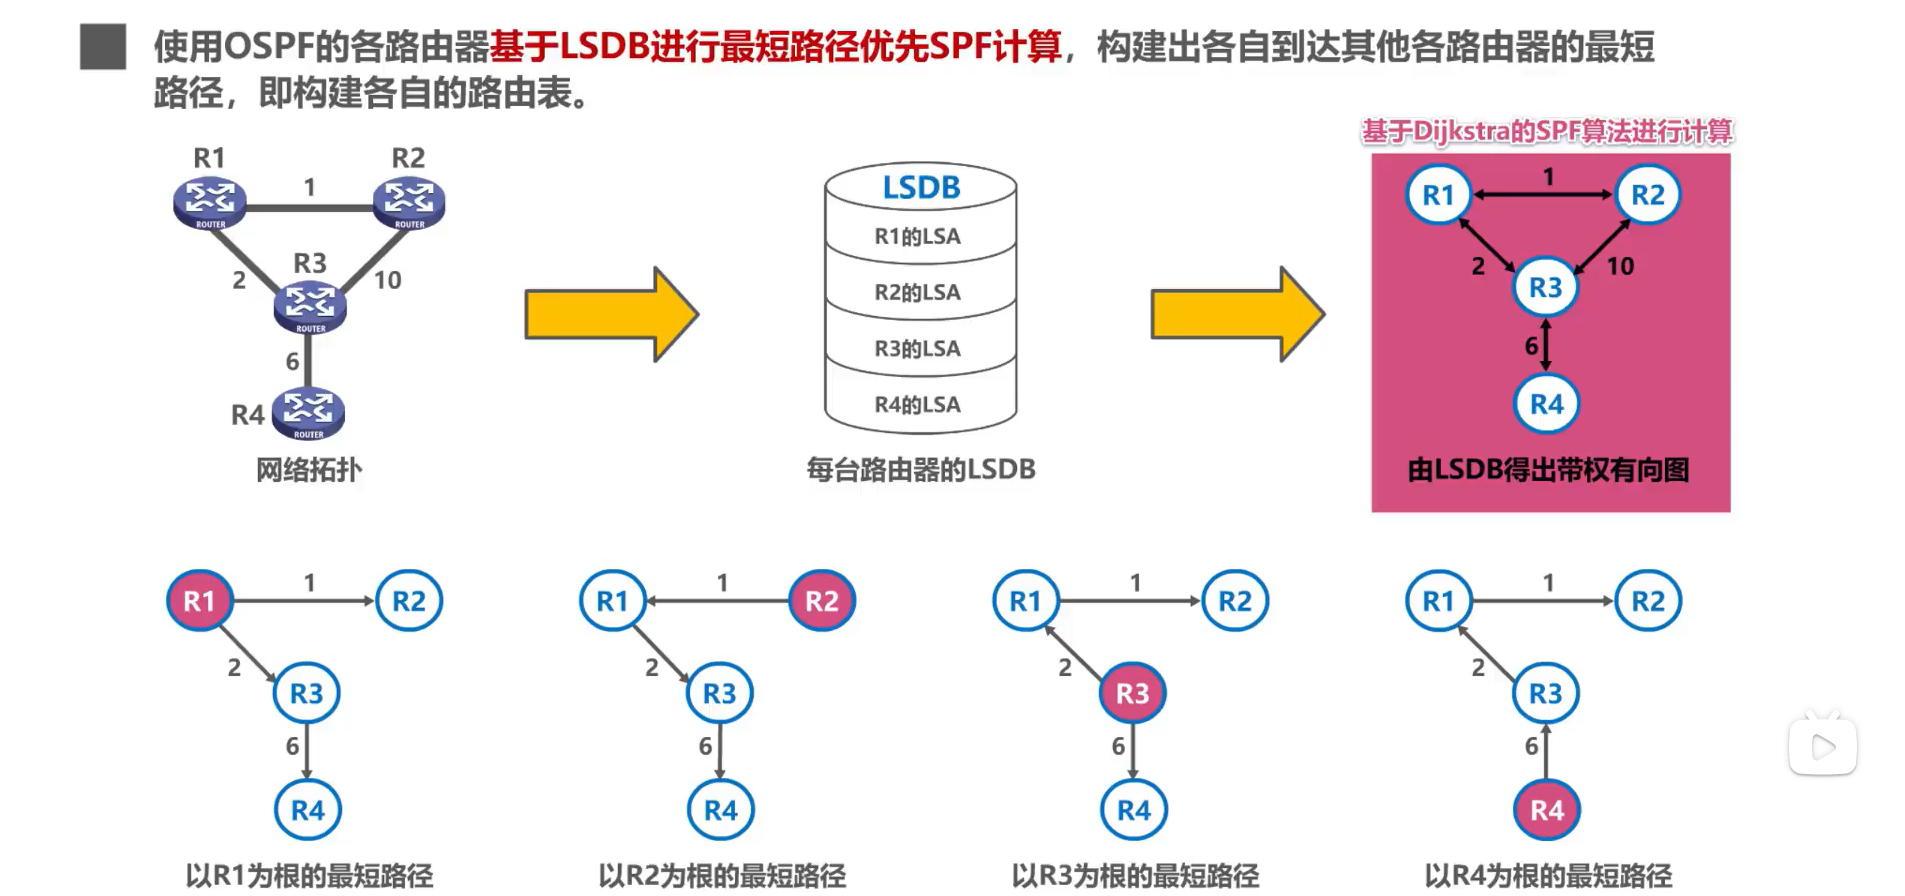 使用OSPF的各路由器基于LSDB进行最短路径优先SPF计算，构建出各自到达其他各路由器的最短
路径，即构建各自的路由表。
基于Dijkstra的SPF算法进行计算
R1
R2
1
ROUTER
ROUTER
R3
2
10
ROUTER
6
R4
ROUTER
网络拓扑
LSDB
R1的LSA
R2的LSA
R3的LSA
R4的LSA
每台路由器的LSDB
R1
1
R2
2
10
R3
6
R4
由LSDB得出带权有向图
R1
1
R2
2
R3
6
R4
以R1为根的最短路径
R1
1
R2
2
R3
6
R4
以R2为根的最短路径
R1
1
R2
2
R3
6
R4
以R3为根的最短路径
R1
1
R2
2
R3
6
R4
以R4为根的最短路径